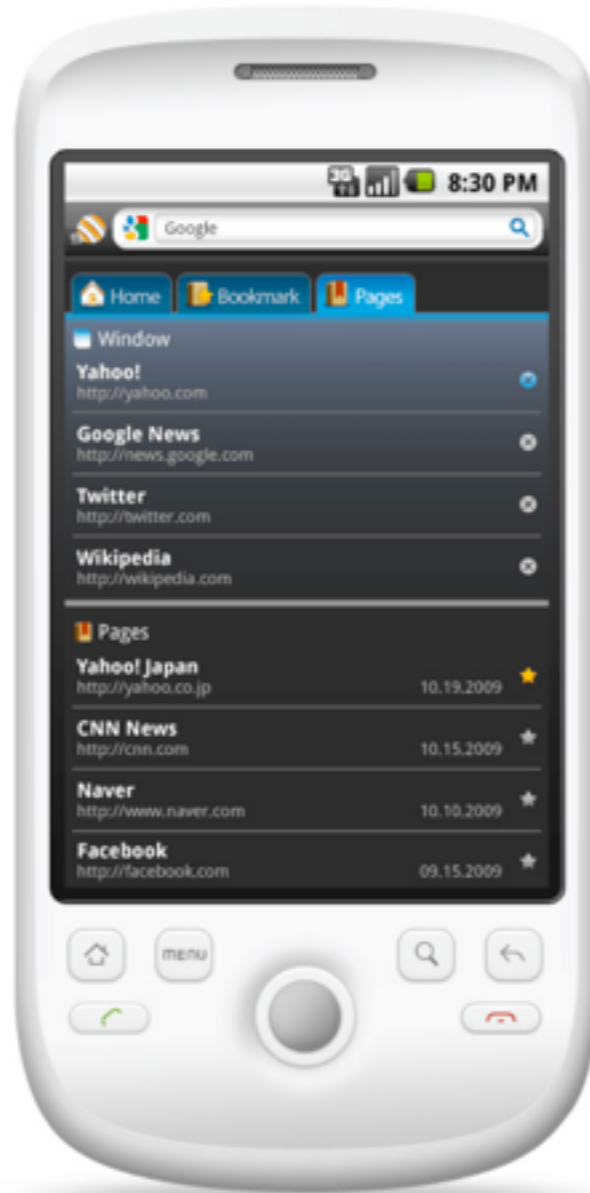 3G
8:30 PM
Google
Home
Bookmark
Pages
Window
Yahoo!
http://yahoo.com
Google News
http://news.google.com
Twitter
http://twitter.com
Wikipedia
http://wikipedia.com
Pages
Yahoo! Japan
http://yahoo.co.jp
10.19.2009
CNN News
http://cnn.com
10.15.2009
Naver
http://www.naver.com
10.10.2009
Facebook
http://facebook.com
09.15.2009
MENU